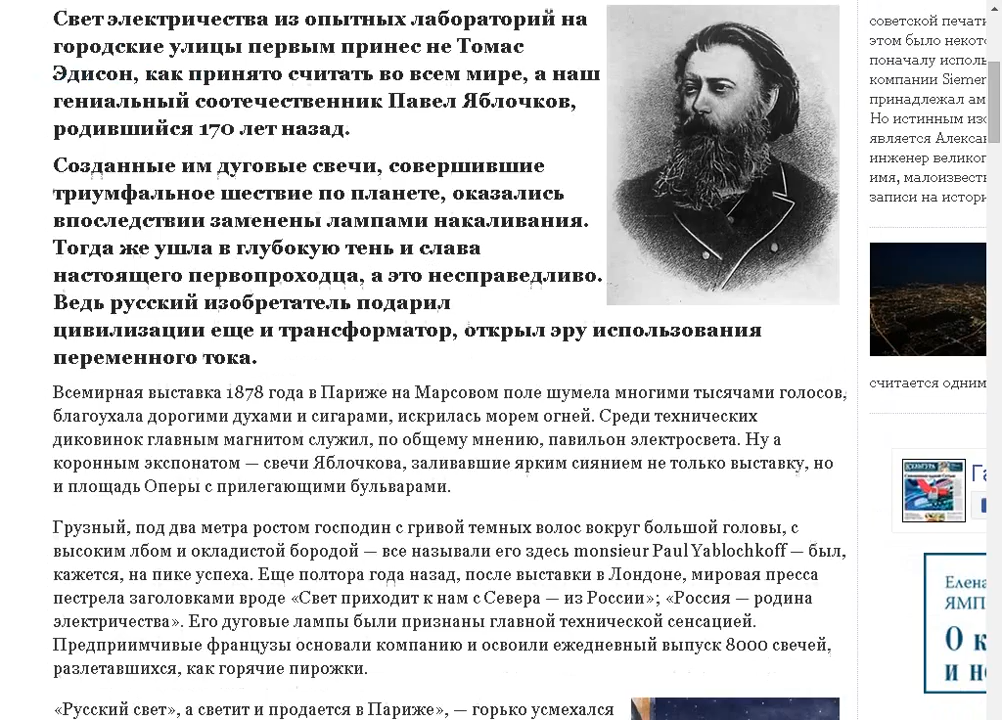 Свет электричества из опытных лабораторий на
городские улицы первым принес не Томас
Эдисон, как принято считать во всем мире, а наш
гениальный соотечественник Павел Яблочков,
родившийся 170 лет назад.
Созданные им дуговые свечи, совершившие
триумфальное шествие по планете, оказались
впоследствии заменены лампами накаливания.
Тогда же ушла в глубокую тень и слава
настоящего первопроходца, а это несправедливо.
Ведь русский изобретатель подарил
цивилизации еще и трансформатор, открыл эру использования
переменного тока.
Всемирная выставка 1878 года в Париже на Марсовом поле шумела многими тысячами голосов,
благоухала дорогими духами и сигарами, искрилась морем огней. Среди технических
диковинок главным магнитом служил, по общему мнению, павильон электросвета. Ну а
коронным экспонатом — свечи Яблочкова, заливавшие ярким сиянием не только выставку, но
и площадь Оперы с прилегающими бульварами.
Грузный, под два метра ростом господин с гривой темных волос вокруг большой головы, с
высоким лбом и окладистой бородой — все называли его здесь monsieur Paul Yablochkoff — был,
кажется, на пике успеха. Еще полтора года назад, после выставки в Лондоне, мировая пресса
пестрела заголовками вроде «Свет приходит к нам с Севера — из России»; «Россия — родина
электричества». Его дуговые лампы были признаны главной технической сенсацией.
Предприимчивые французы основали компанию и освоили ежедневный выпуск 8000 свечей,
разлетавшихся, как горячие пирожки.
«Русский свет», а светит и продается в Париже», — горько усмехался
советской печати
этом было некот
поначалу исполь
компании Siemen
принадлежал ам
Но истинным изо
является Алексан
инженер великог
имя, малоизвестн
записи на истори
считается одним
КУЛЬТУРА
Га
Елена
ЯМП
О к
и н